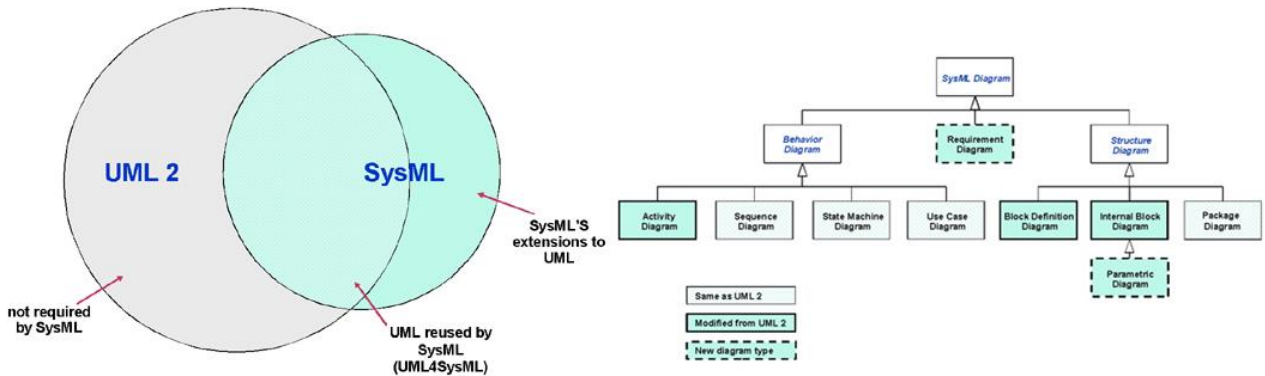 UML 2
SysML
SysML'S
extensions to
UML
not required
by SysML
UML reused by
SysML
(UML4SysML)
SysML Diagram
Behavior
Diagram
Requirement
Diagram
Structure
Diagram
Activity
Diagram
Sequence
Diagram
State Machine
Diagram
Use Case
Diagram
Block Definition
Diagram
Internal Block
Diagram
Package
Diagram
Parametric
Diagram
Same as UML 2
Modified from UML 2
New diagram type